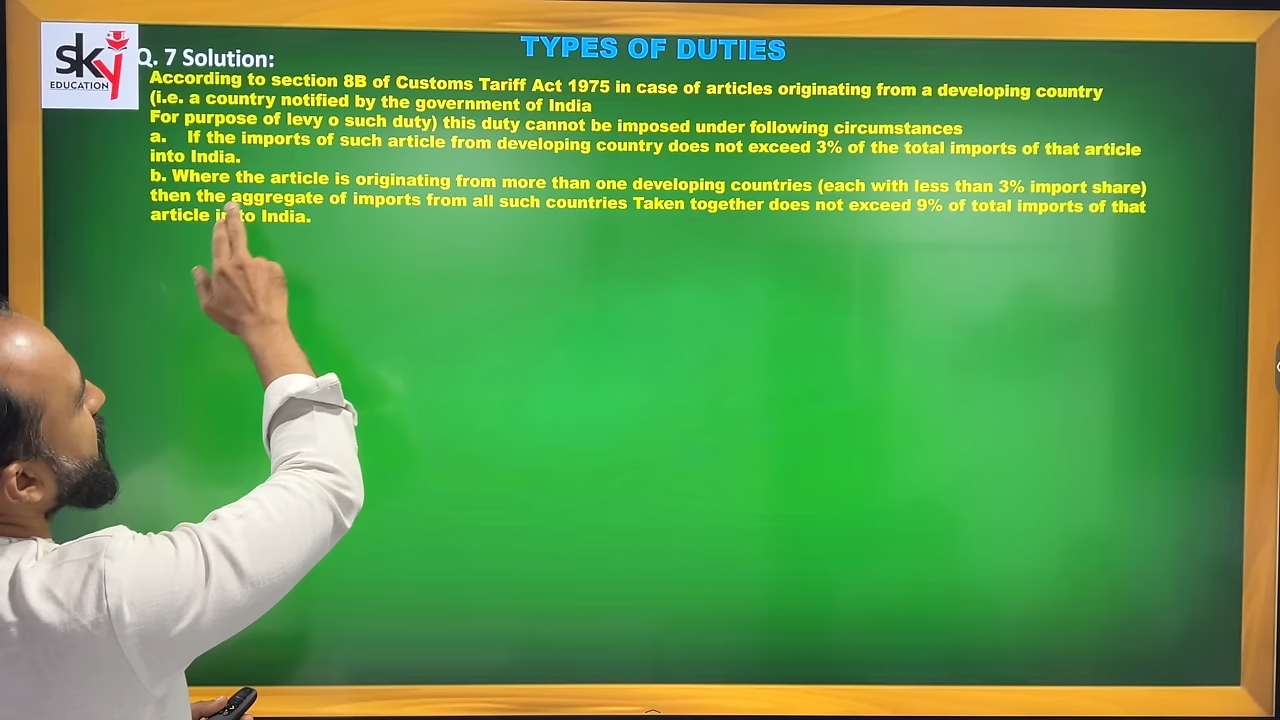 TYPES OF DUTIES
sky
EDUCATION
Q. 7 Solution:
According to section 8B of Customs Tariff Act 1975 in case of articles originating from a developing country
(i.e. a country notified by the government of India
For purpose of levy o such duty) this duty cannot be imposed under following circumstances
a. If the imports of such article from developing country does not exceed 3% of the total imports of that article
into India.
b. Where the article is originating from more than one developing countries (each with less than 3% import share)
then the aggregate of imports from all such countries Taken together does not exceed 9% of total imports of that
article into India.